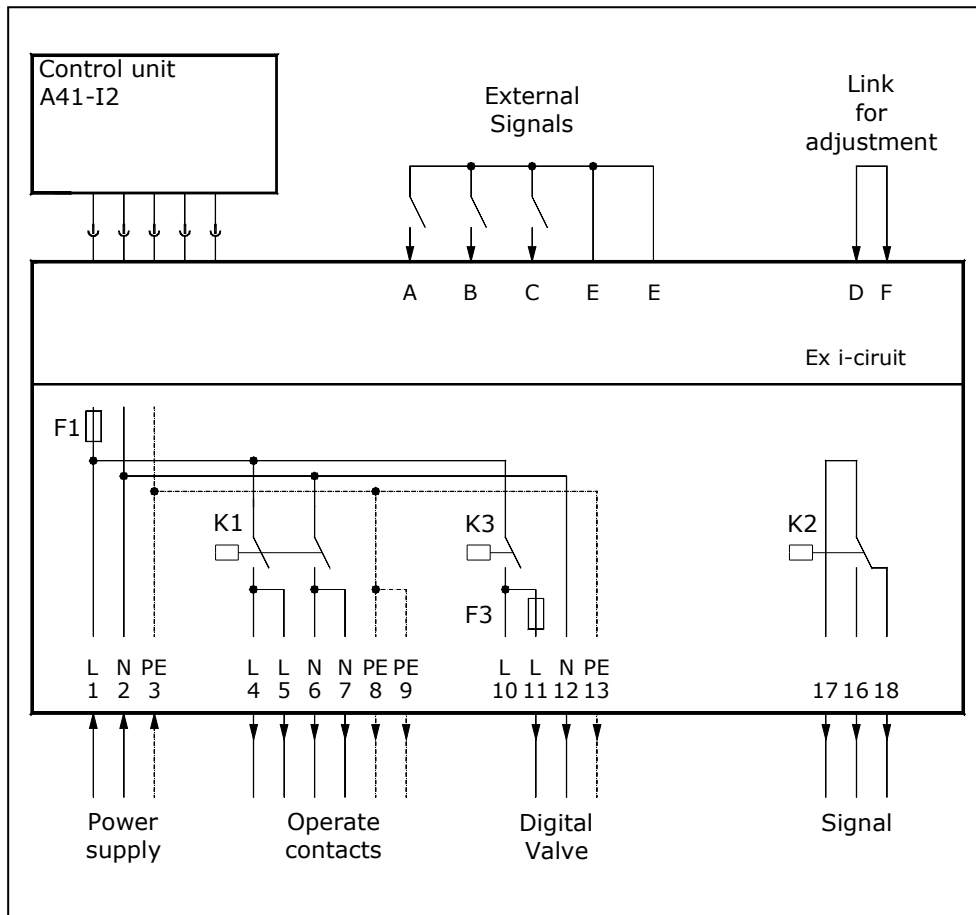 Control unit
A41-I2
External
Signals
Link
for
adjustment
A B C E E D F
Ex i-ciruit
F1
K1 K3 K2
F3
L N PE L L N N PE PE L L N PE
1 2 3 4 5 6 7 8 9 10 11 12 13 17 16 18
Power
supply
Operate
contacts
Digital
Valve
Signal